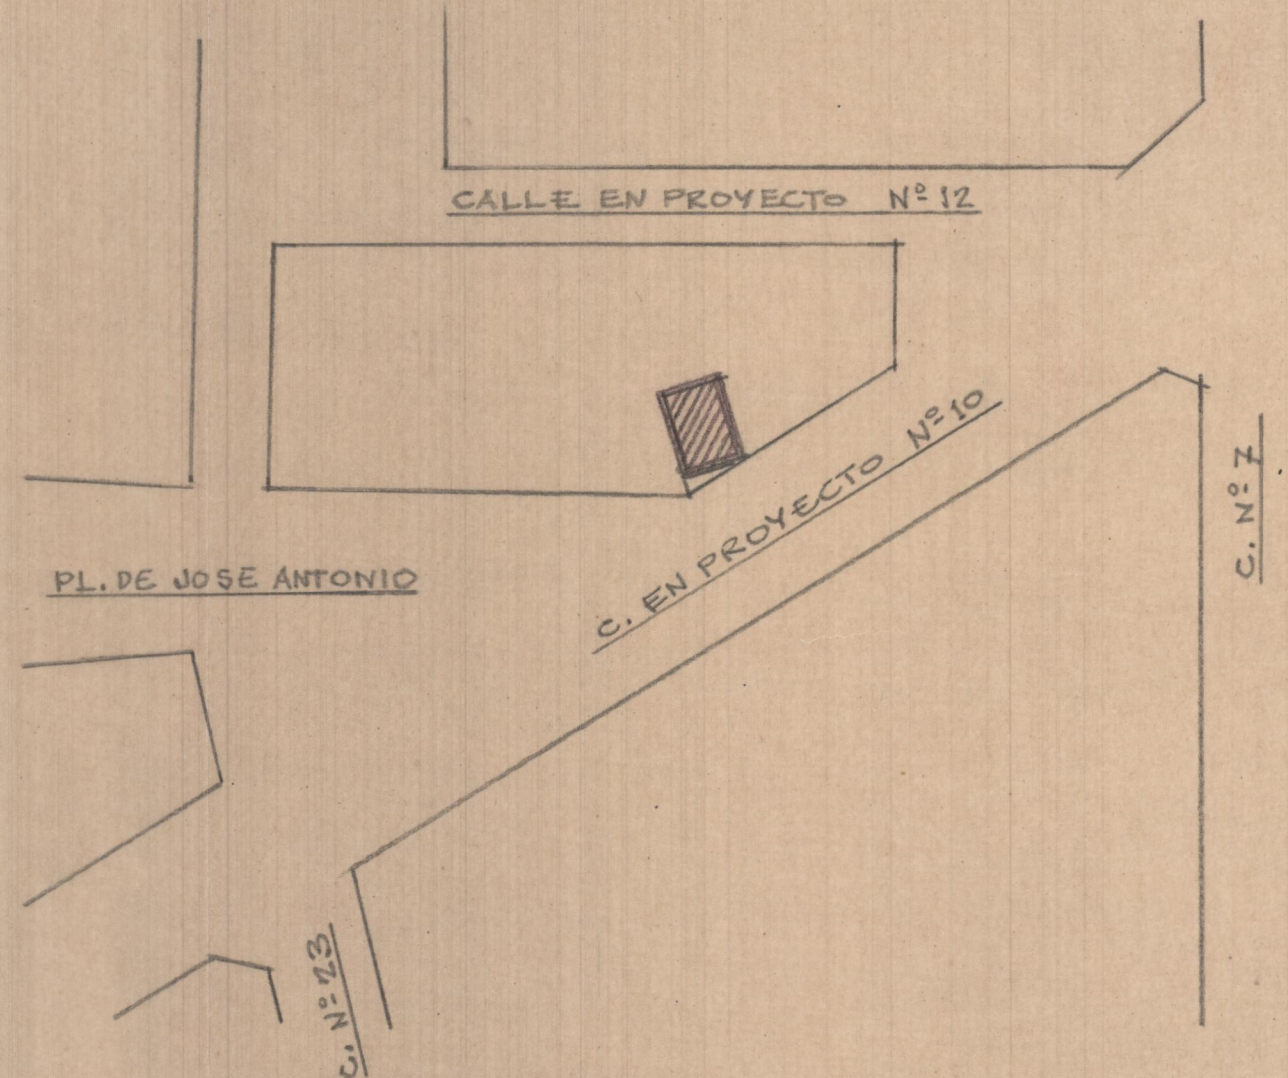 CALLE EN PROYECTO Nº 12
C. EN PROYECTO Nº 10
C. Nº 7
PL. DE JOSE ANTONIO
C. Nº 23